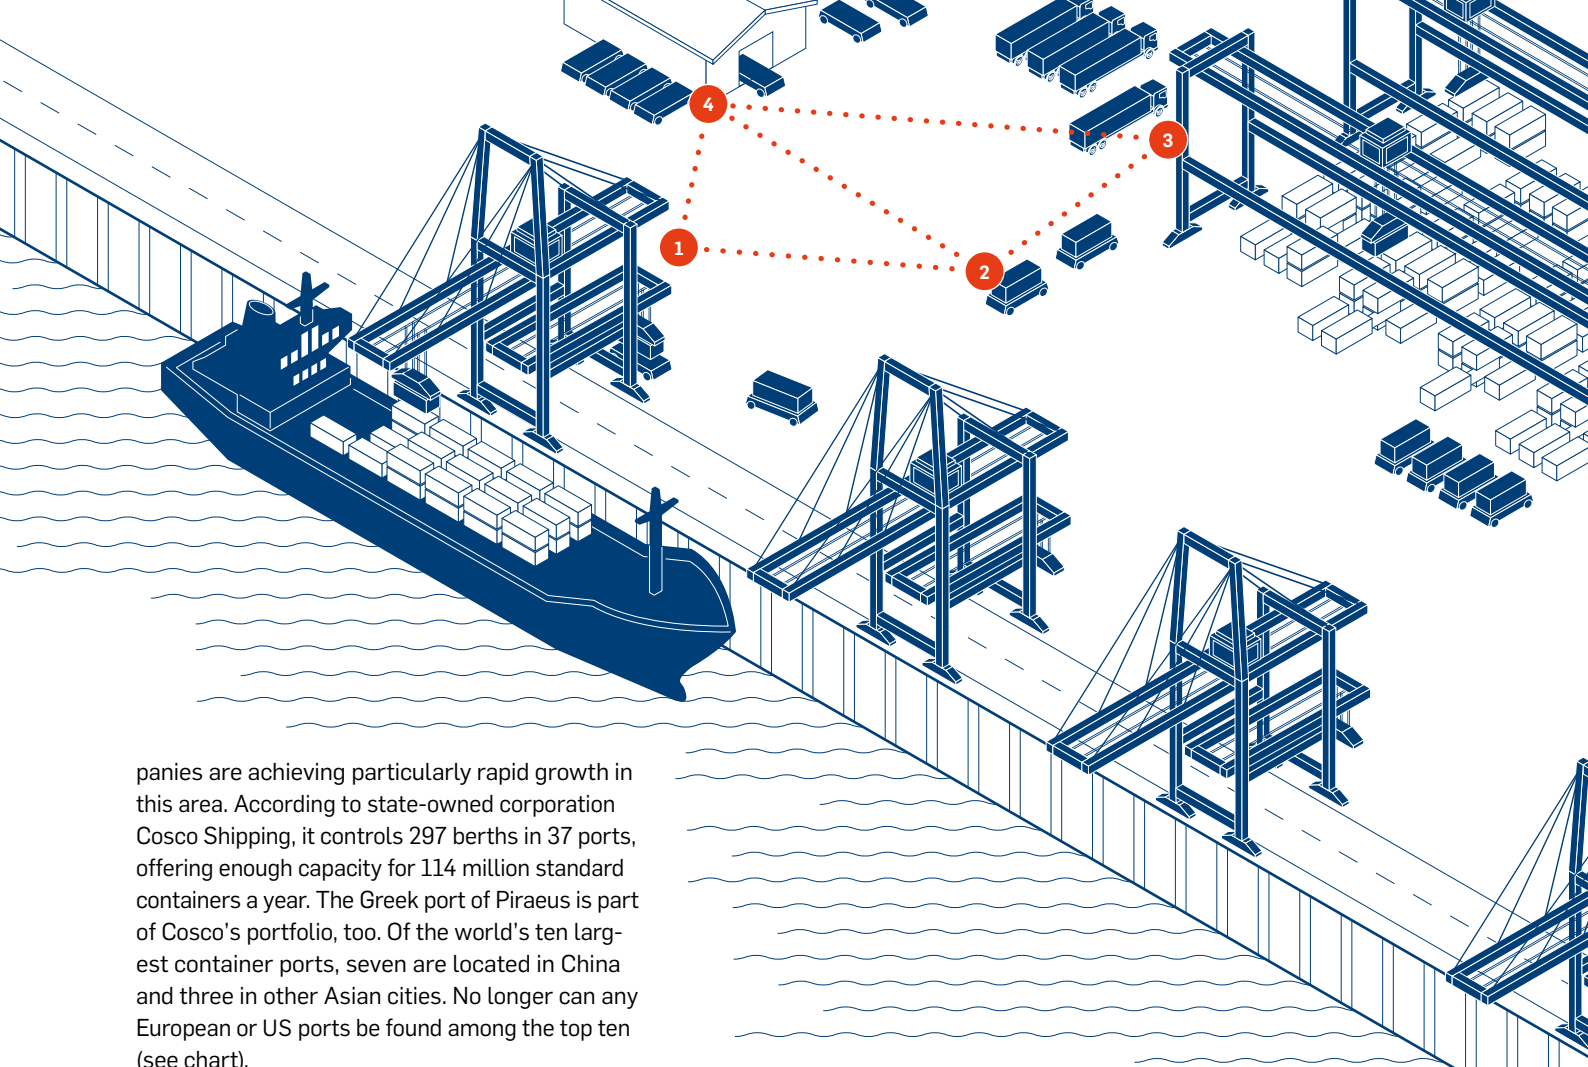 4
3
1
2
panies are achieving particularly rapid growth in
this area. According to state-owned corporation
Cosco Shipping, it controls 297 berths in 37 ports,
offering enough capacity for 114 million standard
containers a year. The Greek port of Piraeus is part
of Cosco’s portfolio, too. Of the world’s ten larg-
est container ports, seven are located in China
and three in other Asian cities. No longer can any
European or US ports be found among the top ten
(see chart).